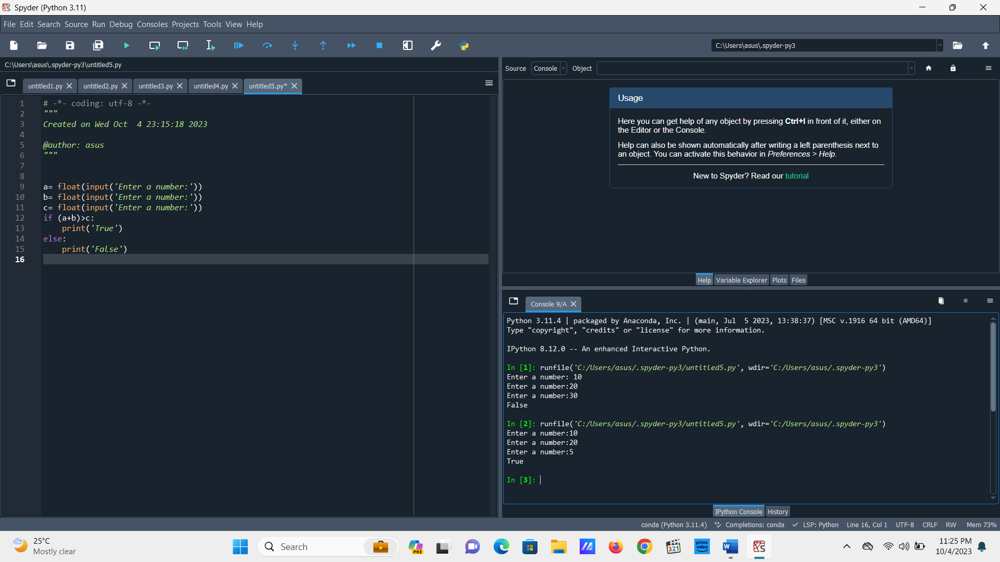 Spyder (Python 3.11)
File Edit Search Source Run Debug Consoles Projects Tools View Help
C:\Users\asus\.spyder-py3
C:\Users\asus\.spyder-py3\untitled5.py
untitled1.py untitled2.py untitled3.py untitled4.py untitled5.py*
1 # -*- coding: utf-8 -*-
2 """
3 Created on Wed Oct  4 23:15:18 2023
4
5 @author: asus
6 """
7
8
9 a= float(input('Enter a number:'))
10 b= float(input('Enter a number:'))
11 c= float(input('Enter a number:'))
12 if (a+b)>c:
13     print('True')
14 else:
15     print('False')
16
Source Console Object
Usage
Here you can get help of any object by pressing Ctrl+I in front of it, either on
the Editor or the Console.
Help can also be shown automatically after writing a left parenthesis next to
an object. You can activate this behavior in Preferences > Help.
New to Spyder? Read our tutorial
Help Variable Explorer Plots Files
Console 9/A
Python 3.11.4 | packaged by Anaconda, Inc. | (main, Jul  5 2023, 13:38:37) [MSC v.1916 64 bit (AMD64)]
Type "copyright", "credits" or "license" for more information.
IPython 8.12.0 -- An enhanced Interactive Python.
In [1]: runfile('C:/Users/asus/.spyder-py3/untitled5.py', wdir='C:/Users/asus/.spyder-py3')
Enter a number: 10
Enter a number:20
Enter a number:30
False
In [2]: runfile('C:/Users/asus/.spyder-py3/untitled5.py', wdir='C:/Users/asus/.spyder-py3')
Enter a number:10
Enter a number:20
Enter a number:5
True
In [3]:
IPython Console History
conda (Python 3.11.4) Completions: conda LSP: Python Line 16, Col 1 UTF-8 CRLF RW Mem 73%
25°C
Mostly clear
Search
PRE
321
prime video
W
11:25 PM
10/4/2023